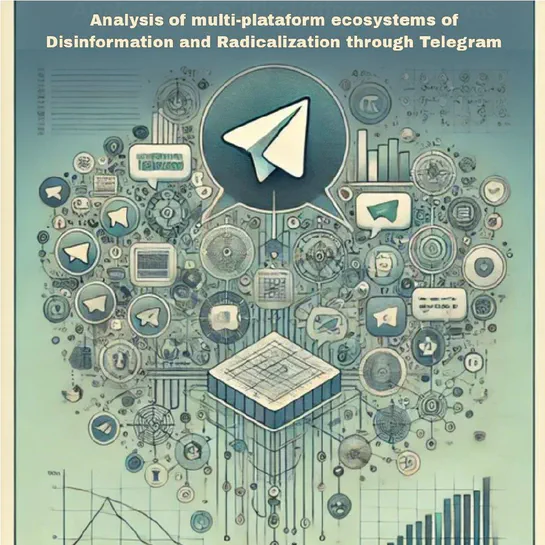 Analysis of multi-plataform ecosystems of
Disinformation and Radicalization through Telegram